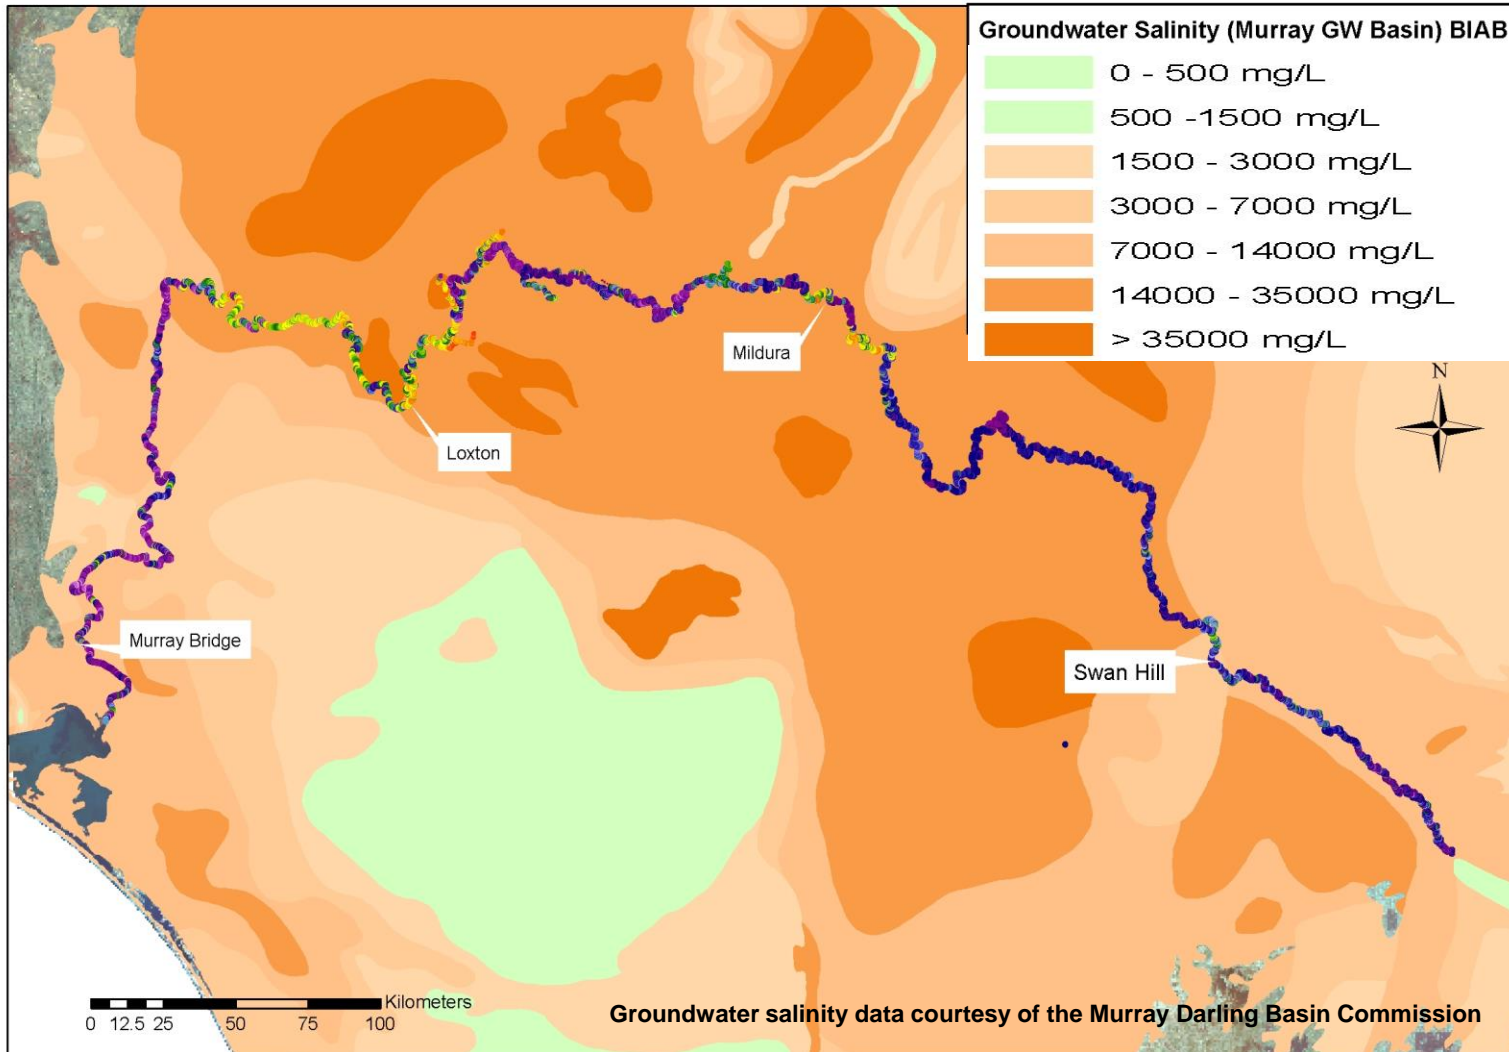 Groundwater Salinity (Murray GW Basin) BIAB
0 - 500 mg/L
500 -1500 mg/L
1500 - 3000 mg/L
3000 - 7000 mg/L
7000 - 14000 mg/L
14000 - 35000 mg/L
> 35000 mg/L
N
Mildura
Loxton
Murray Bridge
Swan Hill
Kilometers
0 12.5 25 50 75 100
Groundwater salinity data courtesy of the Murray Darling Basin Commission